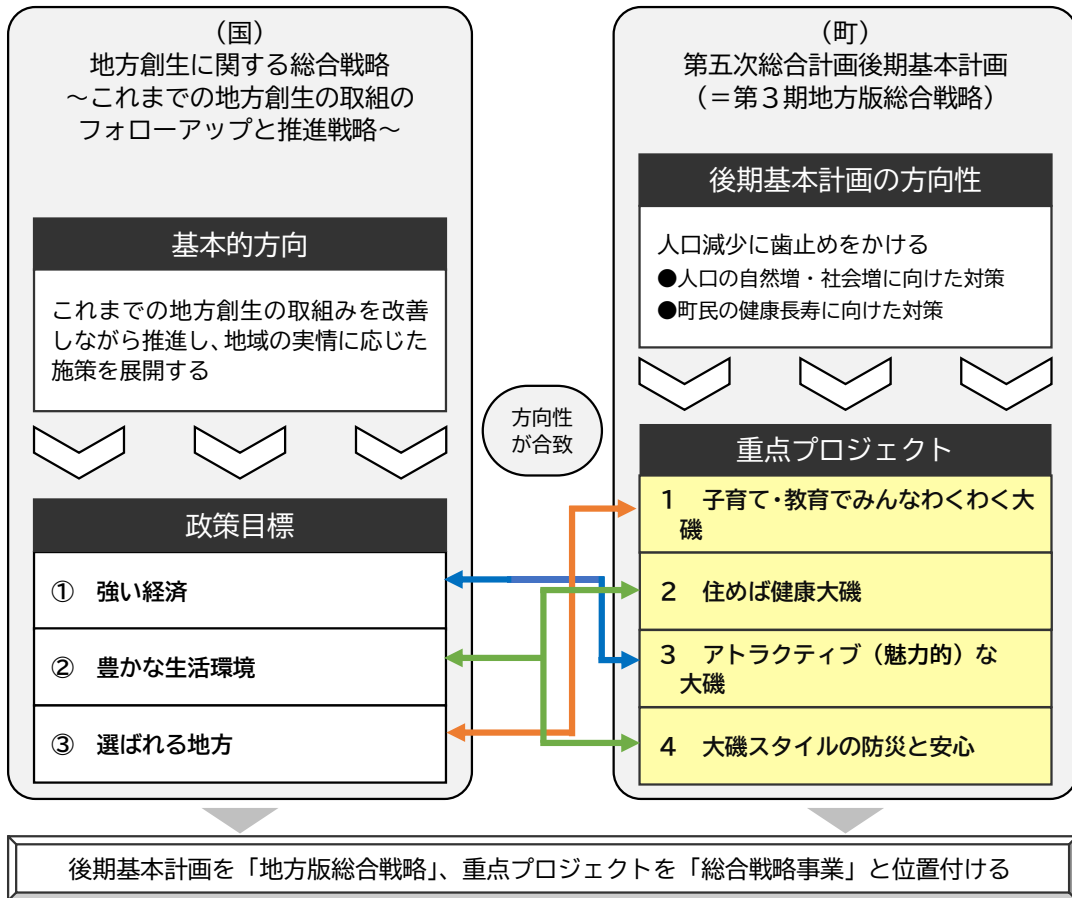 (国)
地方創生に関する総合戦略
~これまでの地方創生の取組の
フォローアップと推進戦略~
基本的方向
これまでの地方創生の取組みを改善
しながら推進し、地域の実情に応じた
施策を展開する
政策目標
① 強い経済
② 豊かな生活環境
③ 選ばれる地方
方向性
が合致
(町)
第五次総合計画後期基本計画
(=第3期地方版総合戦略)
後期基本計画の方向性
人口減少に歯止めをかける
●人口の自然増・社会増に向けた対策
●町民の健康長寿に向けた対策
重点プロジェクト
1 子育て・教育でみんなわくわく大
磯
2 住めば健康大磯
3 アトラクティブ(魅力的)な
大磯
4 大磯スタイルの防災と安心
後期基本計画を「地方版総合戦略」、重点プロジェクトを「総合戦略事業」と位置付ける